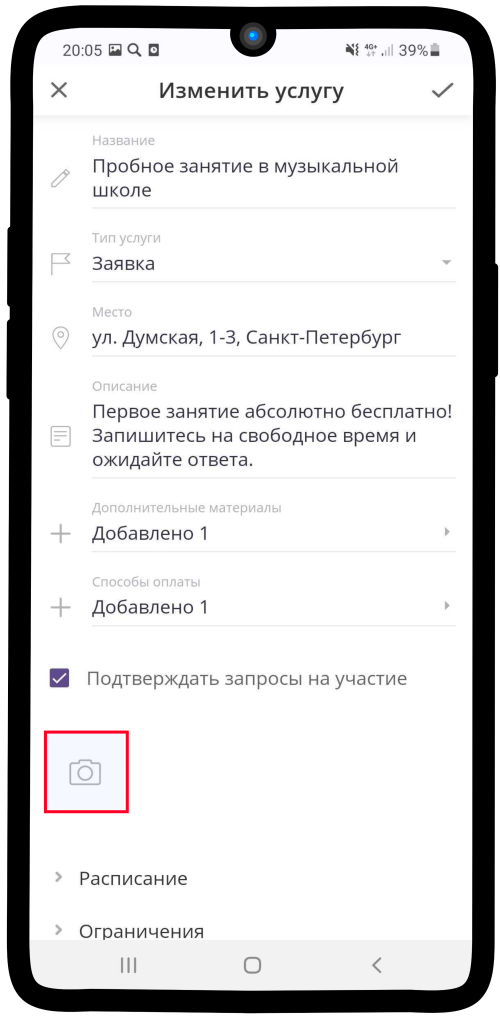 20:05
4G+
39%
Изменить услугу
Название
Пробное занятие в музыкальной
школе
Тип услуги
Заявка
Место
ул. Думская, 1-3, Санкт-Петербург
Описание
Первое занятие абсолютно бесплатно!
Запишитесь на свободное время и
ожидайте ответа.
Дополнительные материалы
Добавлено 1
Способы оплаты
Добавлено 1
Подтверждать запросы на участие
Расписание
Ограничения